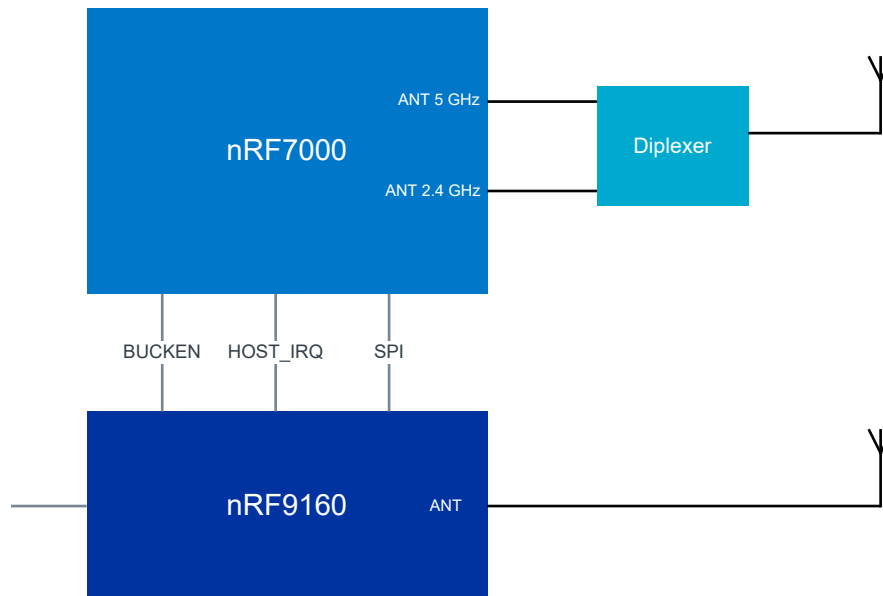 ANT 5 GHz
nRF7000
Diplexer
ANT 2.4 GHz
BUCKEN
HOST_IRQ
SPI
nRF9160
ANT